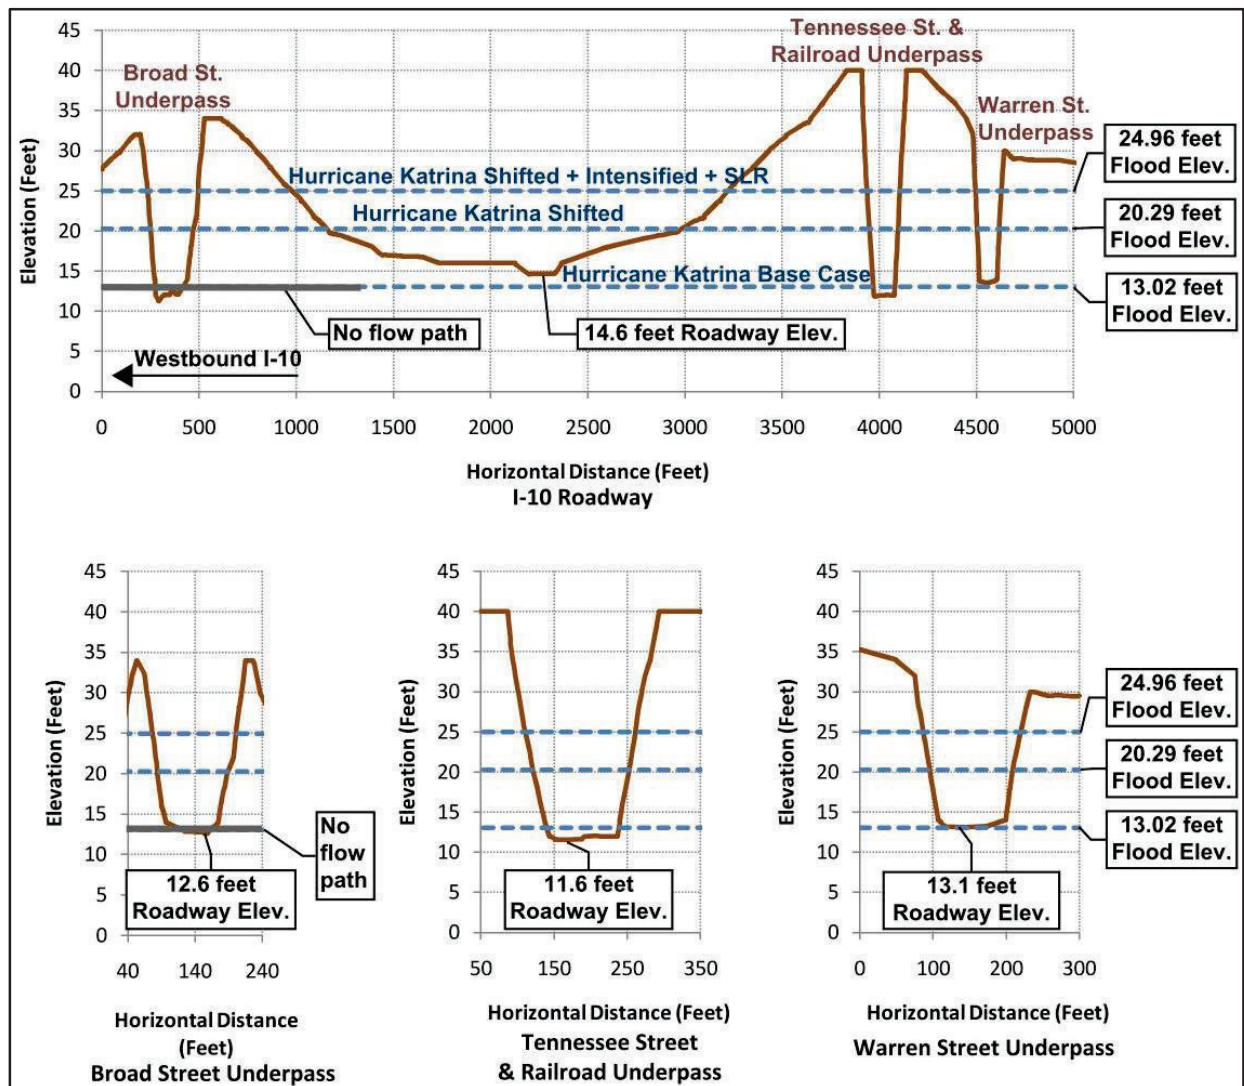 45
40
35
30
25
20
15
10
5
0
Elevation (Feet)
Broad St.
Underpass
Tennessee St. &
Railroad Underpass
Warren St.
Underpass
24.96 feet
Flood Elev.
Hurricane Katrina Shifted + Intensified + SLR
Hurricane Katrina Shifted
20.29 feet
Flood Elev.
Hurricane Katrina Base Case
13.02 feet
Flood Elev.
No flow path
14.6 feet Roadway Elev.
Westbound I-10
0 500 1000 1500 2000 2500 3000 3500 4000 4500 5000
Horizontal Distance (Feet)
I-10 Roadway
45
40
35
30
25
20
15
10
5
0
Elevation (Feet)
No
flow
path
12.6 feet
Roadway Elev.
40 140 240
Horizontal Distance
(Feet)
Broad Street Underpass
45
40
35
30
25
20
15
10
5
0
Elevation (Feet)
11.6 feet
Roadway Elev.
50 150 250 350
Horizontal Distance (Feet)
Tennessee Street
& Railroad Underpass
45
40
35
30
25
20
15
10
5
0
Elevation (Feet)
24.96 feet
Flood Elev.
20.29 feet
Flood Elev.
13.02 feet
Flood Elev.
13.1 feet
Roadway Elev.
0 100 200 300
Horizontal Distance (Feet)
Warren Street Underpass